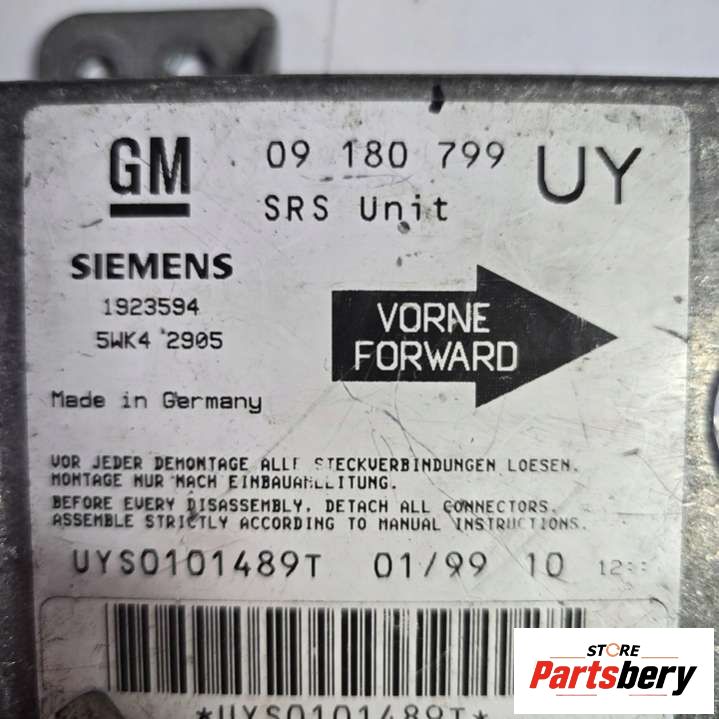 GM 09 180 799 UY
SRS Unit
SIEMENS
1923594
5WK4 2905
VORNE
FORWARD
Made in Germany
VOR JEDER DEMONTAGE ALLE STECKVERBINDUNGEN LOESEN.
MONTAGE NUR NACH EINBAUANLEITUNG.
BEFORE EVERY DISASSEMBLY, DETACH ALL CONNECTORS.
ASSEMBLE STRICTLY ACCORDING TO MANUAL INSTRUCTIONS.
UYS0101489T 01/99 10
*UYS0101489T*
STORE
Partsbery